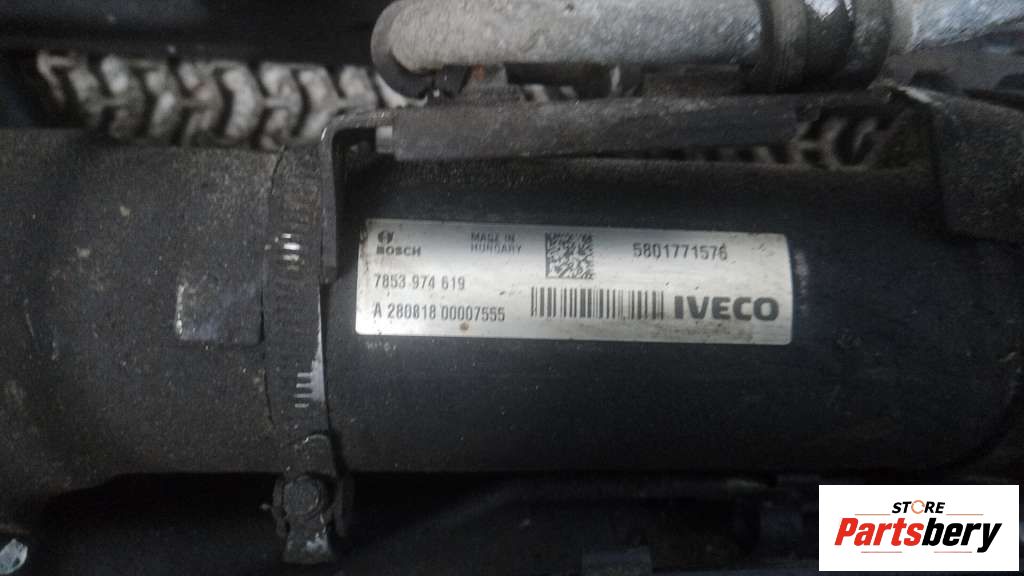 BOSCH
MADE IN
HUNGARY
5801771576
7853 974 619
A 280818 00007555
IVECO
STORE
Partsbery